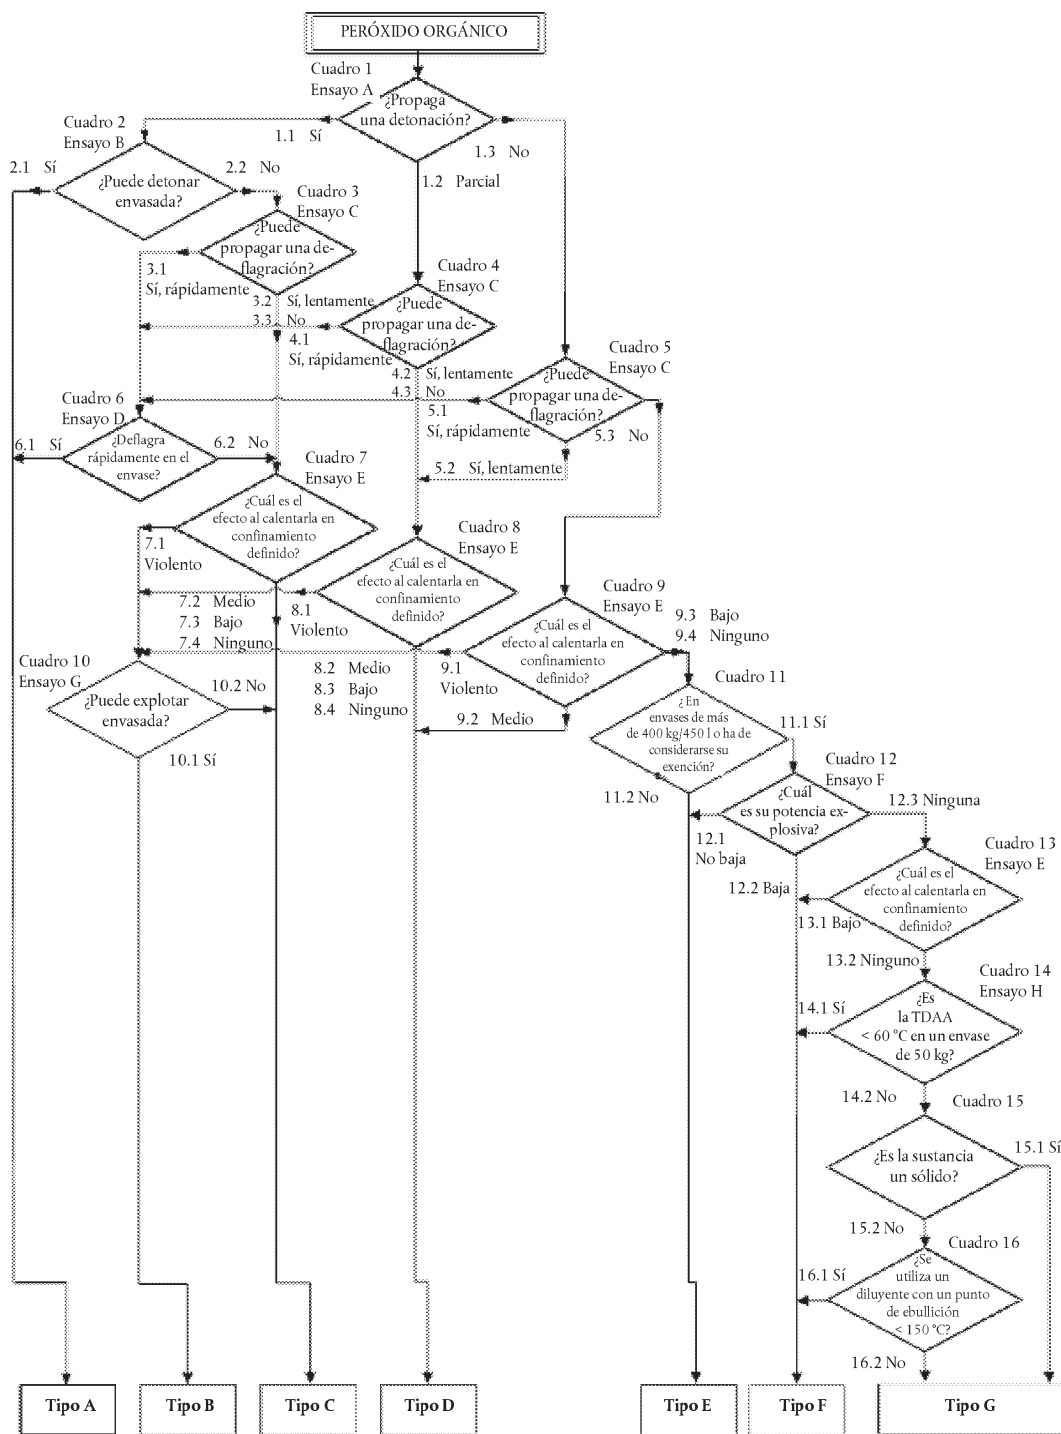 PERÓXIDO ORGÁNICO
Cuadro 1
Ensayo A
¿Propaga
una detonación?
1.1 Sí
1.3 No
1.2 Parcial
Cuadro 2
Ensayo B
2.1 Sí
2.2 No
¿Puede detonar
envasada?
Cuadro 3
Ensayo C
¿Puede
propagar una de-
flagración?
3.1
Sí, rápidamente
3.2 Sí, lentamente
3.3 No
Cuadro 4
Ensayo C
¿Puede
propagar una de-
flagración?
4.1
Sí, rápidamente
4.2 Sí, lentamente
4.3 No
Cuadro 5
Ensayo C
¿Puede
propagar una de-
flagración?
5.1
Sí, rápidamente
5.3 No
5.2 Sí, lentamente
Cuadro 6
Ensayo D
6.1 Sí
6.2 No
¿Deflagra
rápidamente en el
envase?
Cuadro 7
Ensayo E
¿Cuál es el
efecto al calentarla en
confinamiento
definido?
7.1
Violento
7.2 Medio
7.3 Bajo
7.4 Ninguno
Cuadro 8
Ensayo E
¿Cuál es el
efecto al calentarla en
confinamiento
definido?
8.1
Violento
8.2 Medio
8.3 Bajo
8.4 Ninguno
Cuadro 9
Ensayo E
¿Cuál es el
efecto al calentarla en
confinamiento
definido?
9.3 Bajo
9.4 Ninguno
9.1
Violento
9.2 Medio
Cuadro 10
Ensayo G
¿Puede explotar
envasada?
10.2 No
10.1 Sí
Cuadro 11
¿En
envases de más
de 400 kg/450 l o ha de
considerarse su
exención?
11.1 Sí
11.2 No
Cuadro 12
Ensayo F
¿Cuál
es su potencia ex-
plosiva?
12.3 Ninguna
12.1
No baja
12.2 Baja
Cuadro 13
Ensayo E
¿Cuál es el
efecto al calentarla en
confinamiento
definido?
13.1 Bajo
13.2 Ninguno
Cuadro 14
Ensayo H
14.1 Sí
¿Es
la TDAA
< 60 °C en un envase
de 50 kg?
14.2 No
Cuadro 15
¿Es la sustancia
un sólido?
15.1 Sí
15.2 No
Cuadro 16
16.1 Sí
¿Se
utiliza un
diluyente con un punto
de ebullición
< 150 °C?
16.2 No
Tipo A
Tipo B
Tipo C
Tipo D
Tipo E
Tipo F
Tipo G